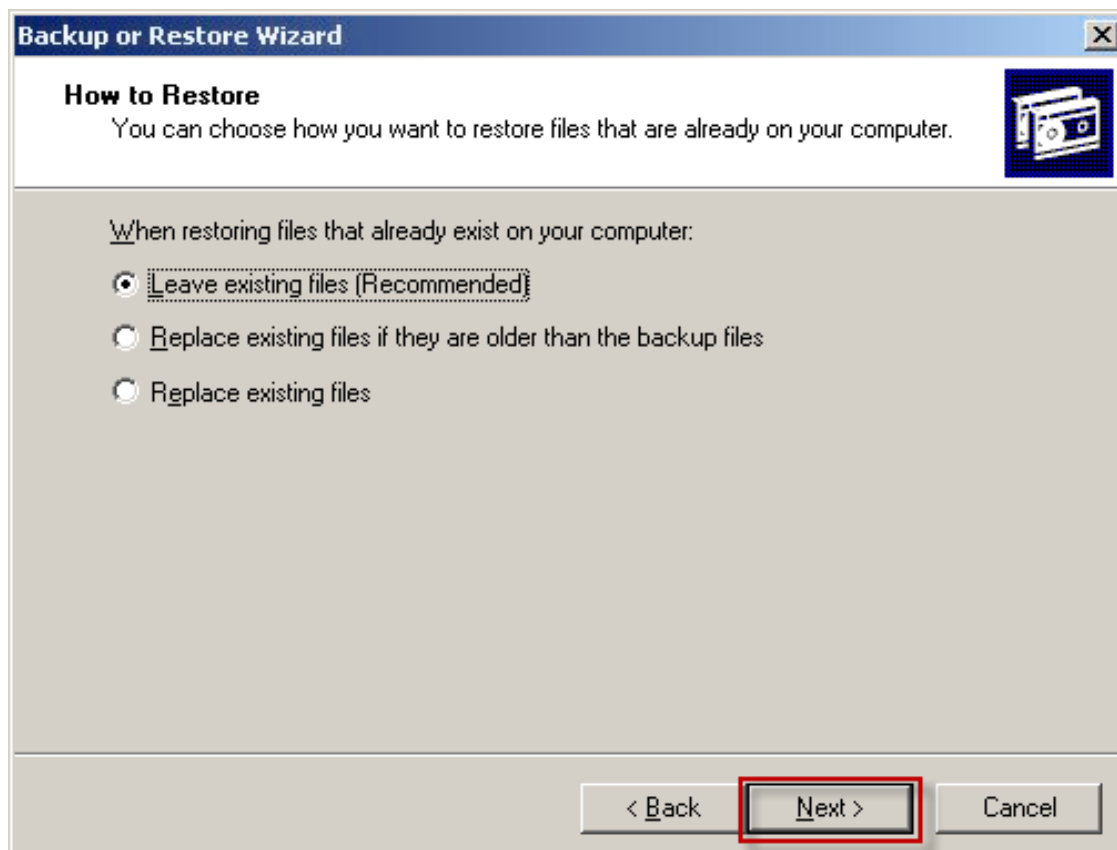 Backup or Restore Wizard
How to Restore
You can choose how you want to restore files that are already on your computer.
When restoring files that already exist on your computer:
Leave existing files (Recommended)
Replace existing files if they are older than the backup files
Replace existing files
< Back Next > Cancel